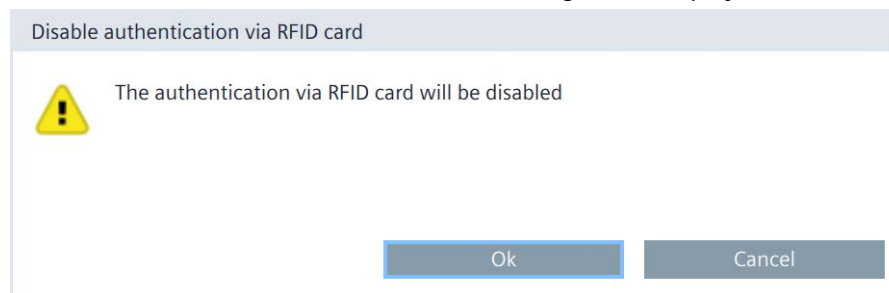 Disable authentication via RFID card
The authentication via RFID card will be disabled
Ok
Cancel